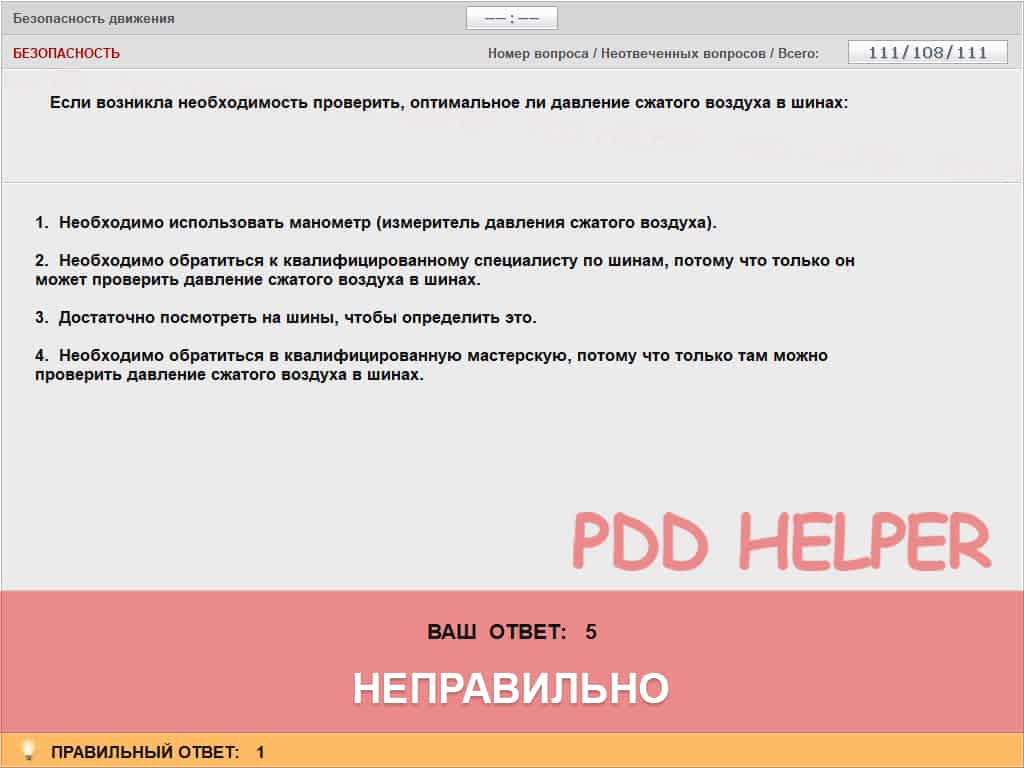 Безопасность движения
—— : ——
БЕЗОПАСНОСТЬ
Номер вопроса / Неотвеченных вопросов / Всего:
111/108/111
Если возникла необходимость проверить, оптимальное ли давление сжатого воздуха в шинах:
1. Необходимо использовать манометр (измеритель давления сжатого воздуха).
2. Необходимо обратиться к квалифицированному специалисту по шинам, потому что только он
может проверить давление сжатого воздуха в шинах.
3. Достаточно посмотреть на шины, чтобы определить это.
4. Необходимо обратиться в квалифицированную мастерскую, потому что только там можно
проверить давление сжатого воздуха в шинах.
PDD HELPER
ВАШ ОТВЕТ: 5
НЕПРАВИЛЬНО
ПРАВИЛЬНЫЙ ОТВЕТ: 1